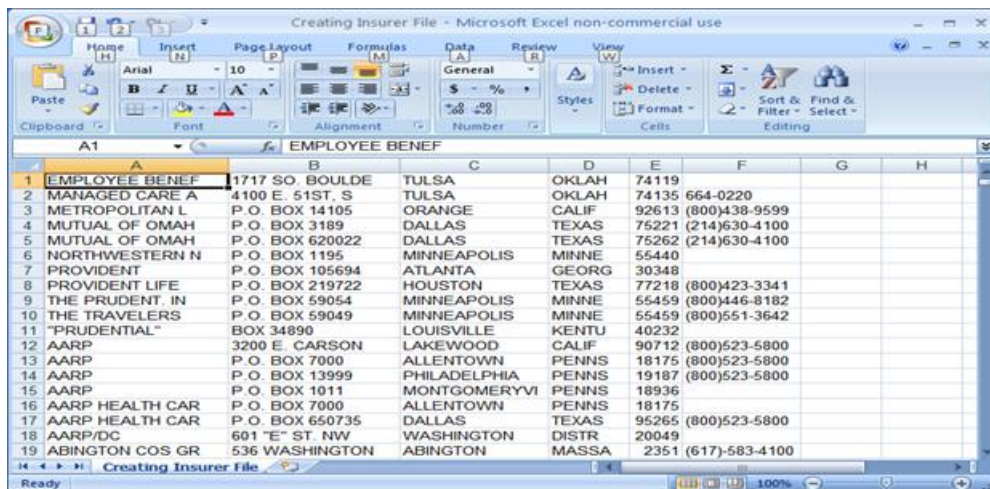 Creating Insurer File - Microsoft Excel non-commercial use
F 1 2 3
Home Insert Page Layout Formulas Data Review View
H N P M A R W
Arial 10 General Insert Σ
Paste B I U A A $ % , Styles Delete Sort & Filter Find & Select
A Format
Clipboard Font Alignment Number Cells Editing
A1 fx EMPLOYEE BENEF
A B C D E F G H
1 EMPLOYEE BENEF 1717 SO. BOULDE TULSA OKLAH 74119
2 MANAGED CARE A 4100 E. 51ST, S TULSA OKLAH 74135 664-0220
3 METROPOLITAN L P.O. BOX 14105 ORANGE CALIF 92613 (800)438-9599
4 MUTUAL OF OMAH P.O. BOX 3189 DALLAS TEXAS 75221 (214)630-4100
5 MUTUAL OF OMAH P.O. BOX 620022 DALLAS TEXAS 75262 (214)630-4100
6 NORTHWESTERN N P.O. BOX 1195 MINNEAPOLIS MINNE 55440
7 PROVIDENT P.O. BOX 105694 ATLANTA GEORG 30348
8 PROVIDENT LIFE P.O. BOX 219722 HOUSTON TEXAS 77218 (800)423-3341
9 THE PRUDENT. IN P.O. BOX 59054 MINNEAPOLIS MINNE 55459 (800)446-8182
10 THE TRAVELERS P.O. BOX 59049 MINNEAPOLIS MINNE 55459 (800)551-3642
11 "PRUDENTIAL" BOX 34890 LOUISVILLE KENTU 40232
12 AARP 3200 E. CARSON LAKEWOOD CALIF 90712 (800)523-5800
13 AARP P.O. BOX 7000 ALLENTOWN PENNS 18175 (800)523-5800
14 AARP P.O. BOX 13999 PHILADELPHIA PENNS 19187 (800)523-5800
15 AARP P.O. BOX 1011 MONTGOMERYVI PENNS 18936
16 AARP HEALTH CAR P.O. BOX 7000 ALLENTOWN PENNS 18175
17 AARP HEALTH CAR P.O. BOX 650735 DALLAS TEXAS 95265 (800)523-5800
18 AARP/DC 601 "E" ST. NW WASHINGTON DISTR 20049
19 ABINGTON COS GR 536 WASHINGTON ABINGTON MASSA 2351 (617)-583-4100
Creating Insurer File
Ready 100%